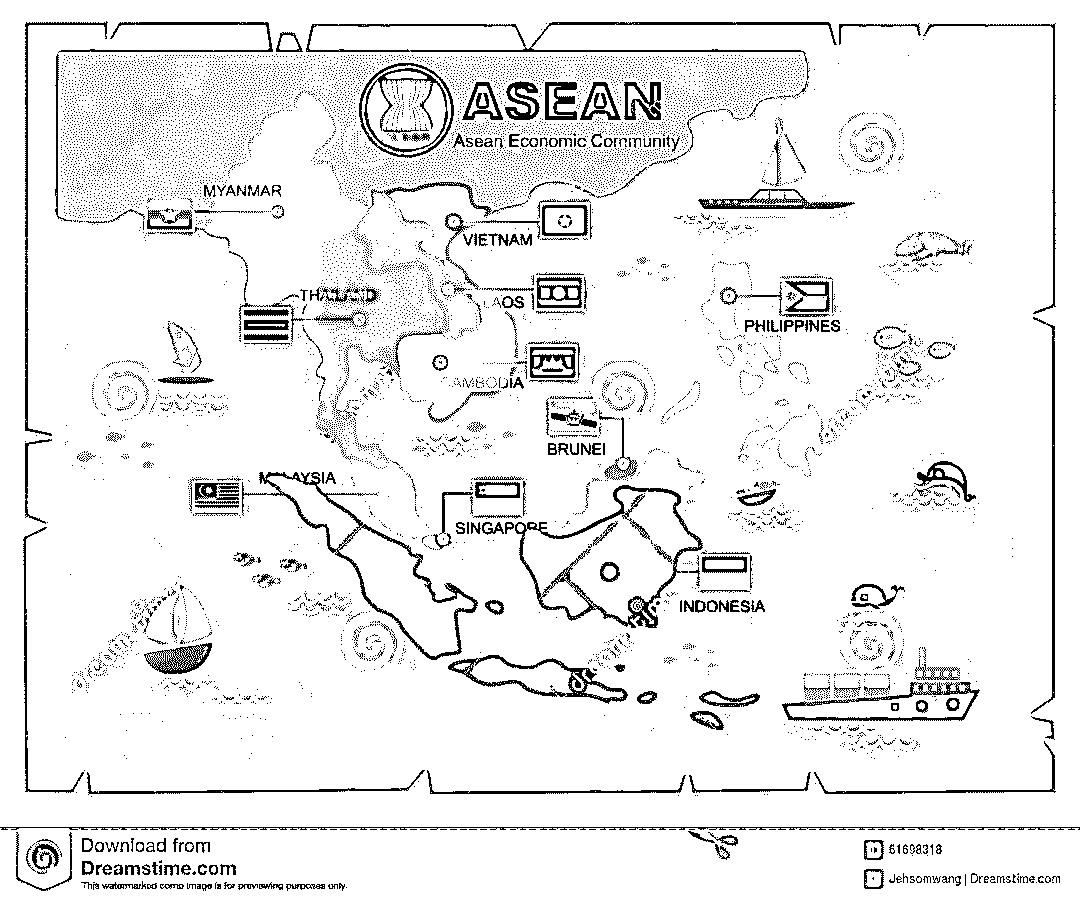 ASEAN
Asean Economic Community
MYANMAR
VIETNAM
THAILAND
LAOS
PHILIPPINES
CAMBODIA
BRUNEI
MALAYSIA
SINGAPORE
INDONESIA
Download from
Dreamstime.com
This watermarked comp image is for previewing purposes only.
61698318
Jehsomwang | Dreamstime.com